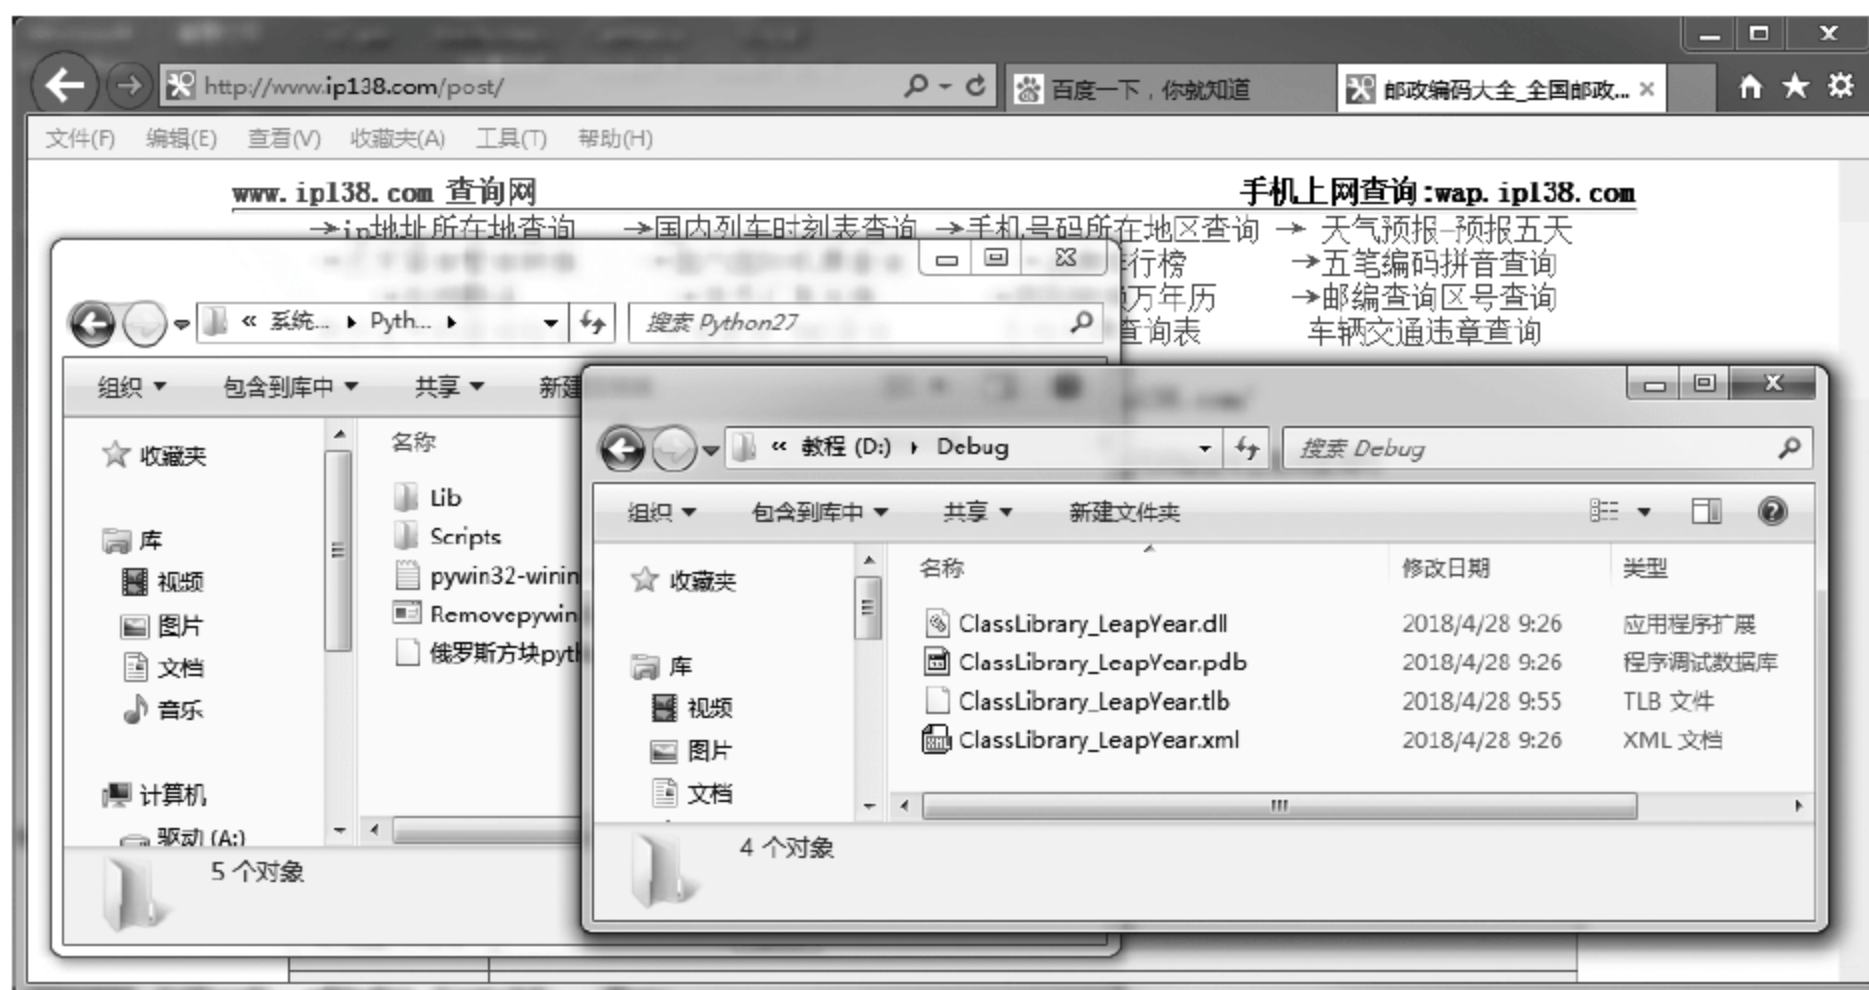 http://www.ip138.com/post/
百度一下，你就知道
邮政编码大全_全国邮政...
文件(F) 编辑(E) 查看(V) 收藏夹(A) 工具(T) 帮助(H)
www.ip138.com 查询网 手机上网查询:wap.ip138.com
→ip地址所在地查询 →国内列车时刻表查询 →手机号码所在地区查询 → 天气预报-预报五天
行榜 →五笔编码拼音查询
万年历 →邮编查询区号查询
查询表 车辆交通违章查询
« 系统... ▸ Pyth... ▸ 搜索 Python27
组织 包含到库中 共享 新建
收藏夹
库
视频
图片
文档
音乐
计算机
驱动 (A:)
名称
Lib
Scripts
pywin32-winin
Removepywin
俄罗斯方块pyth
5 个对象
« 教程 (D:) ▸ Debug 搜索 Debug
组织 包含到库中 共享 新建文件夹
收藏夹
库
视频
图片
文档
名称 修改日期 类型
ClassLibrary_LeapYear.dll 2018/4/28 9:26 应用程序扩展
ClassLibrary_LeapYear.pdb 2018/4/28 9:26 程序调试数据库
ClassLibrary_LeapYear.tlb 2018/4/28 9:55 TLB 文件
ClassLibrary_LeapYear.xml 2018/4/28 9:26 XML 文档
4 个对象